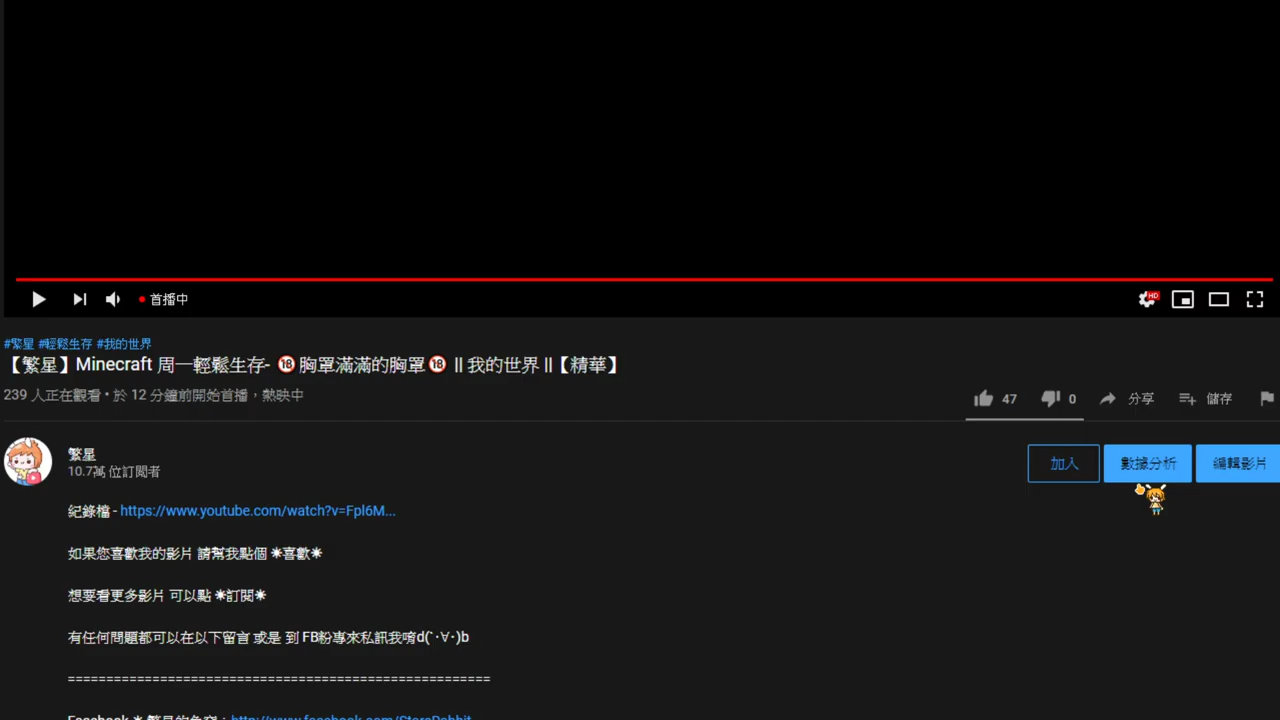 首播中
HD
#繁星 #輕鬆生存 #我的世界
【繁星】Minecraft 周一輕鬆生存- 🔞胸罩滿滿的胸罩🔞 || 我的世界 ||【精華】
239 人正在觀看 • 於 12 分鐘前開始首播，熱映中
47
0
分享
儲存
繁星
10.7萬 位訂閱者
加入
數據分析
編輯影片
紀錄檔 - https://www.youtube.com/watch?v=Fpl6M...
如果您喜歡我的影片 請幫我點個 ✷喜歡✷
想要看更多影片 可以點 ✷訂閱✷
有任何問題都可以在以下留言 或是 到 FB粉專來私訊我唷d(`･∀･)b
=======================================================